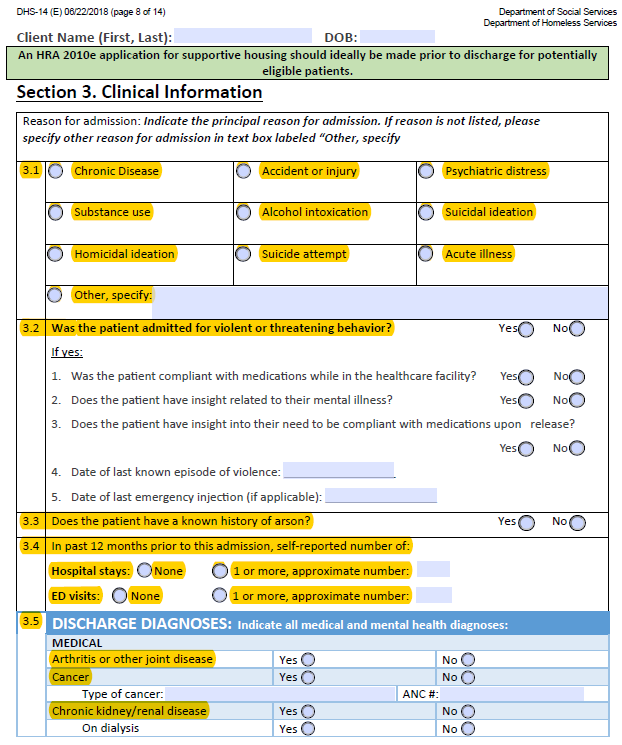 DHS-14 (E) 06/22/2018 (page 8 of 14)
Department of Social Services
Department of Homeless Services
Client Name (First, Last):
DOB:
An HRA 2010e application for supportive housing should ideally be made prior to discharge for potentially
eligible patients.
Section 3. Clinical Information
Reason for admission: Indicate the principal reason for admission. If reason is not listed, please
specify other reason for admission in text box labeled “Other, specify
3.1 Chronic Disease Accident or injury Psychiatric distress
Substance use Alcohol intoxication Suicidal ideation
Homicidal ideation Suicide attempt Acute illness
Other, specify:
3.2 Was the patient admitted for violent or threatening behavior? Yes No
If yes:
1. Was the patient compliant with medications while in the healthcare facility? Yes No
2. Does the patient have insight related to their mental illness? Yes No
3. Does the patient have insight into their need to be compliant with medications upon release?
Yes No
4. Date of last known episode of violence:
5. Date of last emergency injection (if applicable):
3.3 Does the patient have a known history of arson? Yes No
3.4 In past 12 months prior to this admission, self-reported number of:
Hospital stays: None 1 or more, approximate number:
ED visits: None 1 or more, approximate number:
3.5 DISCHARGE DIAGNOSES: Indicate all medical and mental health diagnoses:
MEDICAL
Arthritis or other joint disease Yes No
Cancer Yes No
Type of cancer: ANC #:
Chronic kidney/renal disease Yes No
On dialysis Yes No